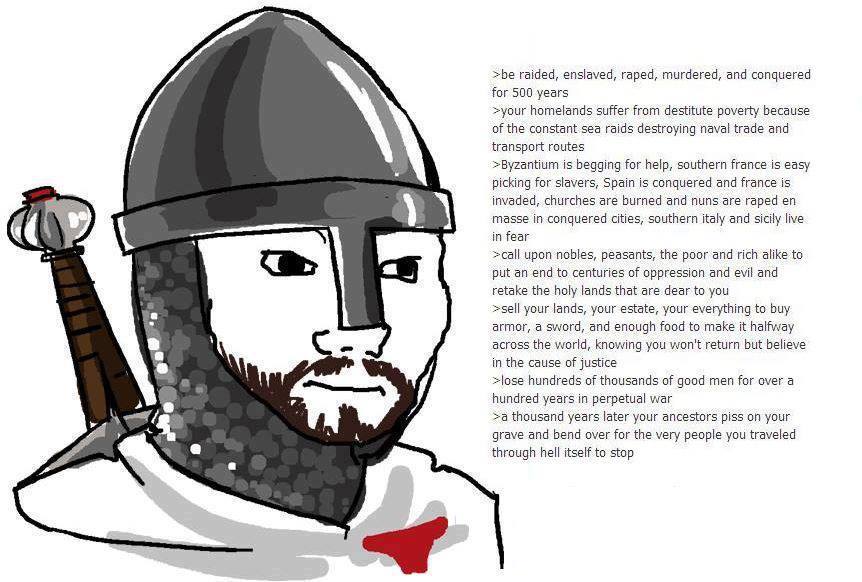 >be raided, enslaved, raped, murdered, and conquered
for 500 years
>your homelands suffer from destitute poverty because
of the constant sea raids destroying naval trade and
transport routes
>Byzantium is begging for help, southern france is easy
picking for slavers, Spain is conquered and france is
invaded, churches are burned and nuns are raped en
masse in conquered cities, southern italy and sicily live
in fear
>call upon nobles, peasants, the poor and rich alike to
put an end to centuries of oppression and evil and
retake the holy lands that are dear to you
>sell your lands, your estate, your everything to buy
armor, a sword, and enough food to make it halfway
across the world, knowing you won't return but believe
in the cause of justice
>lose hundreds of thousands of good men for over a
hundred years in perpetual war
>a thousand years later your ancestors piss on your
grave and bend over for the very people you traveled
through hell itself to stop